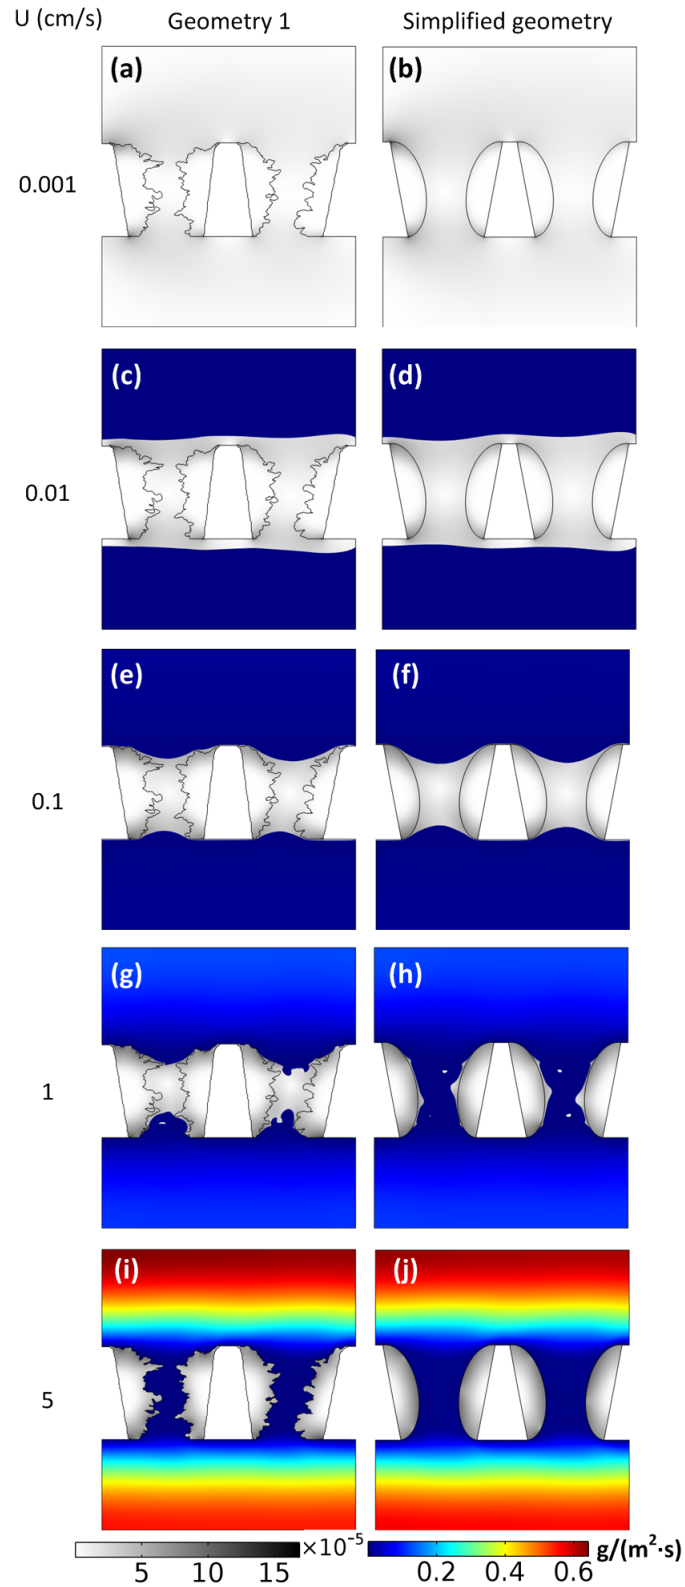 U (cm/s) Geometry 1 Simplified geometry
(a) (b)
0.001
(c) (d)
0.01
(e) (f)
0.1
(g) (h)
1
(i) (j)
5
×10⁻⁵ g/(m²·s)
5 10 15 0.2 0.4 0.6